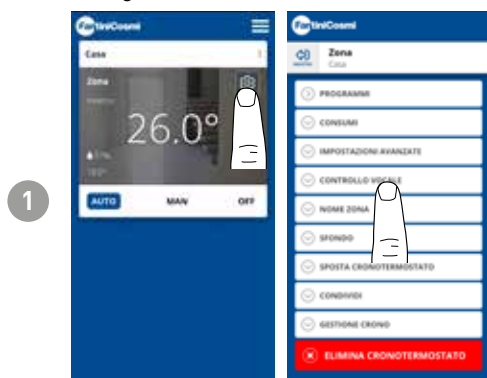 1
FantiniCosmi
Casa
Zona
26.0°
AUTO MAN OFF
FantiniCosmi
Zona
Casa
PROGRAMMI
CONSUMI
IMPOSTAZIONI AVANZATE
CONTROLLO VOCALE
NOME ZONA
SFONDO
SPOSTA CRONOTERMOSTATO
CONDIVIDI
GESTIONE CRONO
ELIMINA CRONOTERMOSTATO